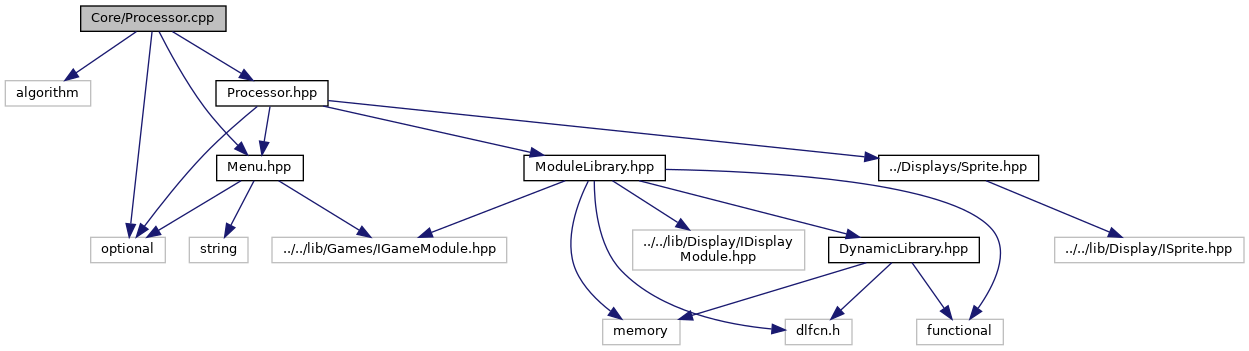 Core/Processor.cpp
algorithm
Processor.hpp
Menu.hpp
ModuleLibrary.hpp
../Displays/Sprite.hpp
optional
string
../../lib/Games/IGameModule.hpp
../../lib/Display/IDisplay
Module.hpp
DynamicLibrary.hpp
../../lib/Display/ISprite.hpp
memory
dlfcn.h
functional